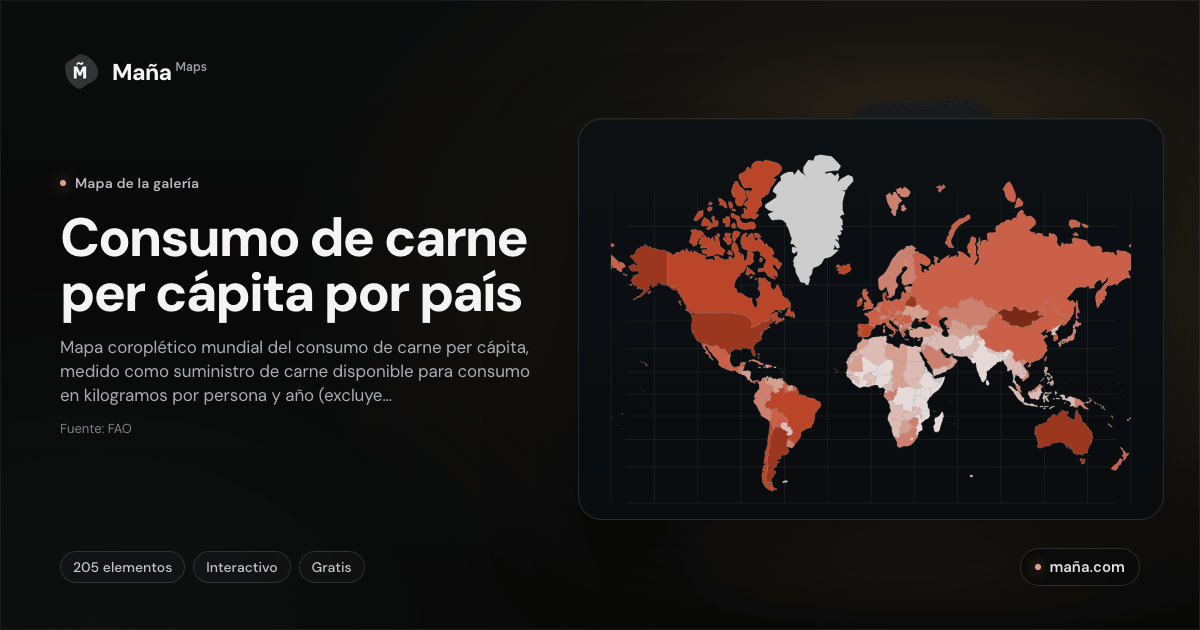 M̃
Maña Maps
Mapa de la galería
Consumo de carne
per cápita por país
Mapa coroplético mundial del consumo de carne per cápita,
medido como suministro de carne disponible para consumo
en kilogramos por persona y año (excluye...
Fuente: FAO
205 elementos
Interactivo
Gratis
maña.com